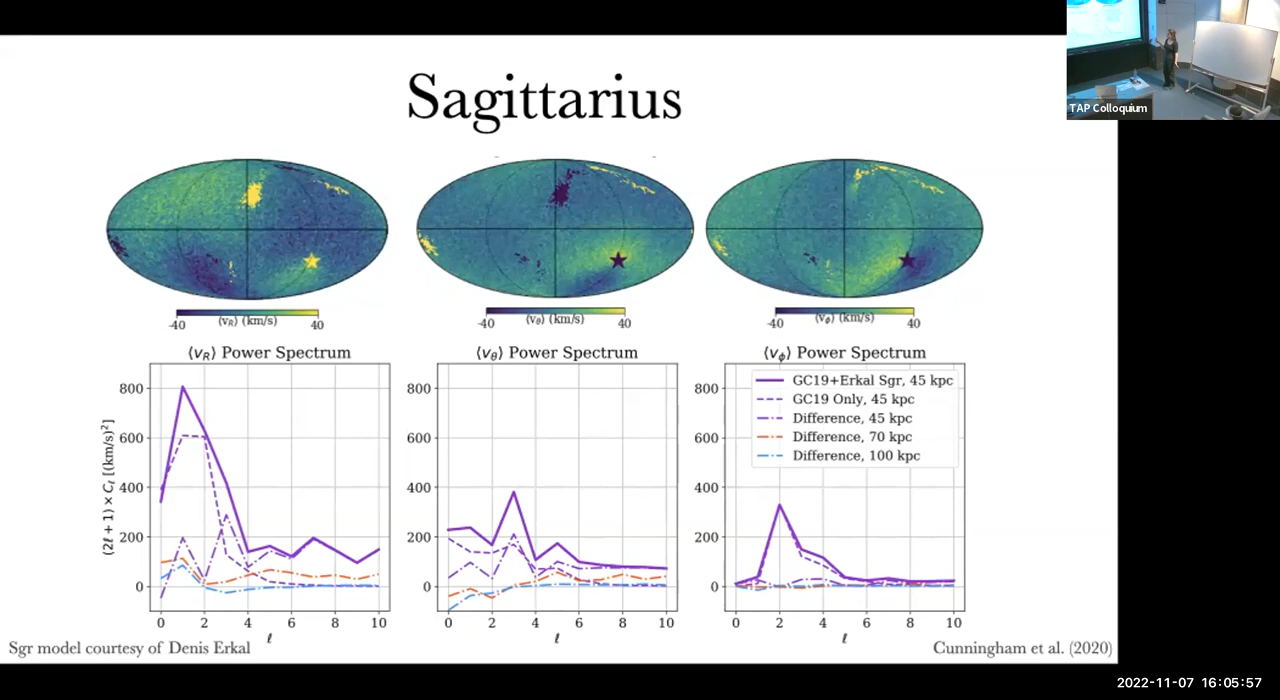 TAP Colloquium
Sagittarius
-40 ⟨v_R⟩ (km/s) 40
-40 ⟨v_θ⟩ (km/s) 40
-40 ⟨v_ϕ⟩ (km/s) 40
⟨v_R⟩ Power Spectrum
(2ℓ + 1) × C_ℓ [(km/s)²]
800
600
400
200
0
0 2 4 6 8 10
ℓ
⟨v_θ⟩ Power Spectrum
800
600
400
200
0
0 2 4 6 8 10
ℓ
⟨v_ϕ⟩ Power Spectrum
800
600
400
200
0
GC19+Erkal Sgr, 45 kpc
GC19 Only, 45 kpc
Difference, 45 kpc
Difference, 70 kpc
Difference, 100 kpc
0 2 4 6 8 10
ℓ
Sgr model courtesy of Denis Erkal
Cunningham et al. (2020)
2022-11-07 16:05:57